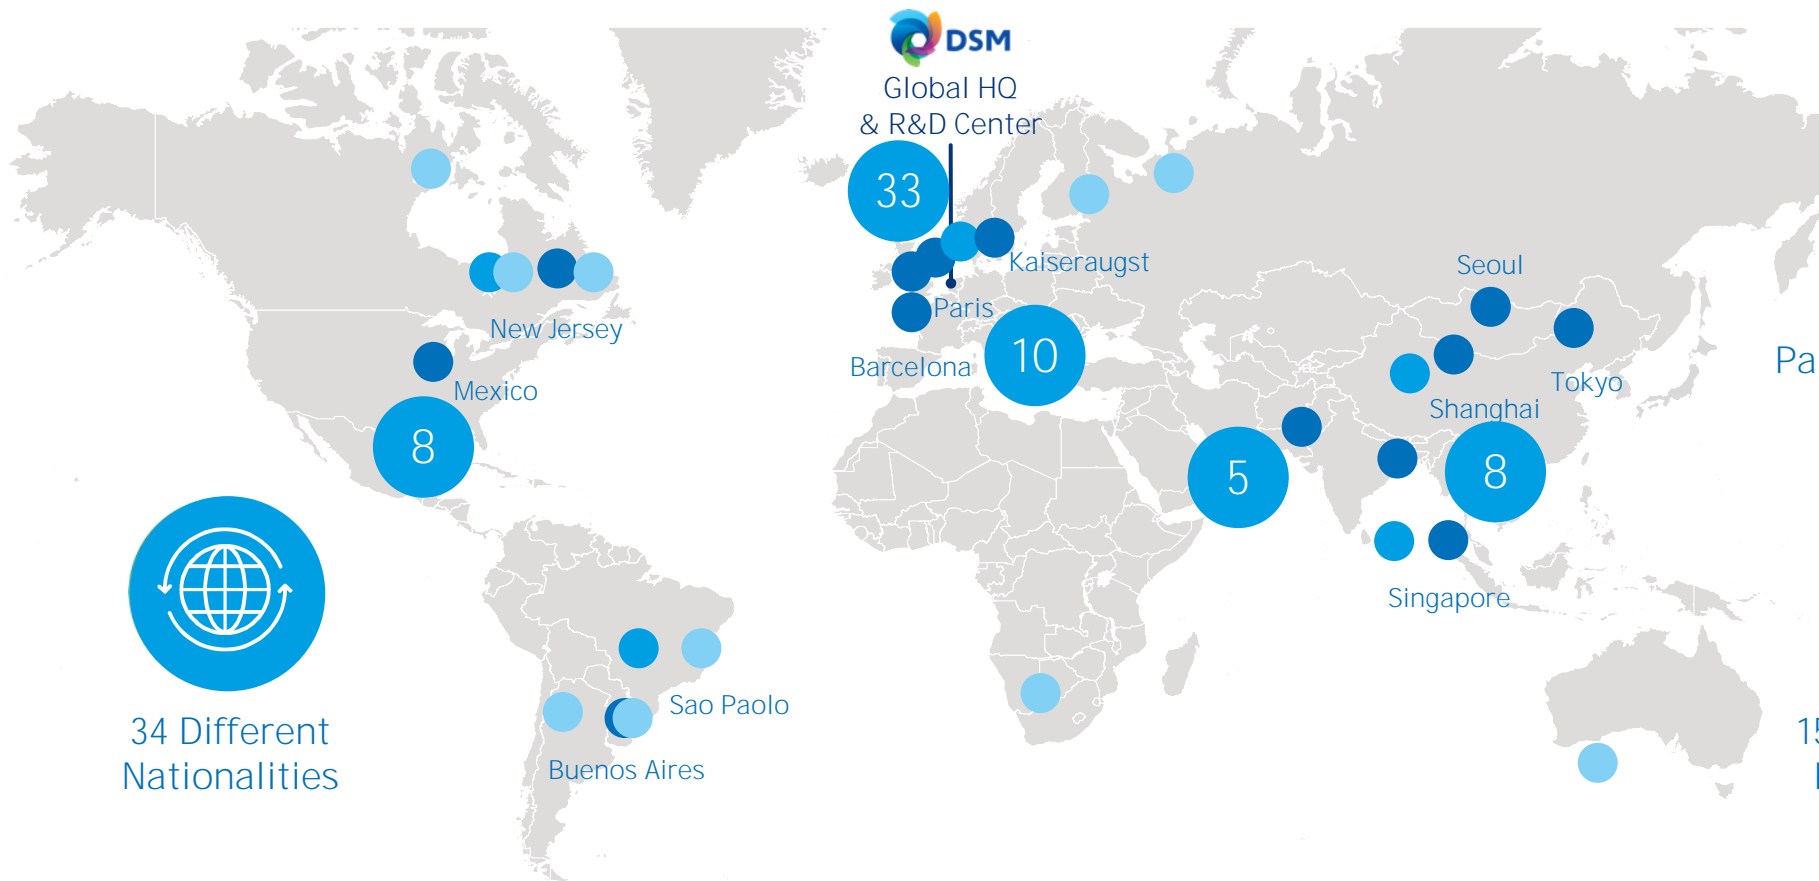 DSM
Global HQ
& R&D Center
33
Kaiseraugst
Seoul
Paris
New Jersey
10
Barcelona
Mexico
Tokyo
Shanghai
8
5
8
Singapore
Sao Paolo
34 Different
Nationalities
Buenos Aires
Pa